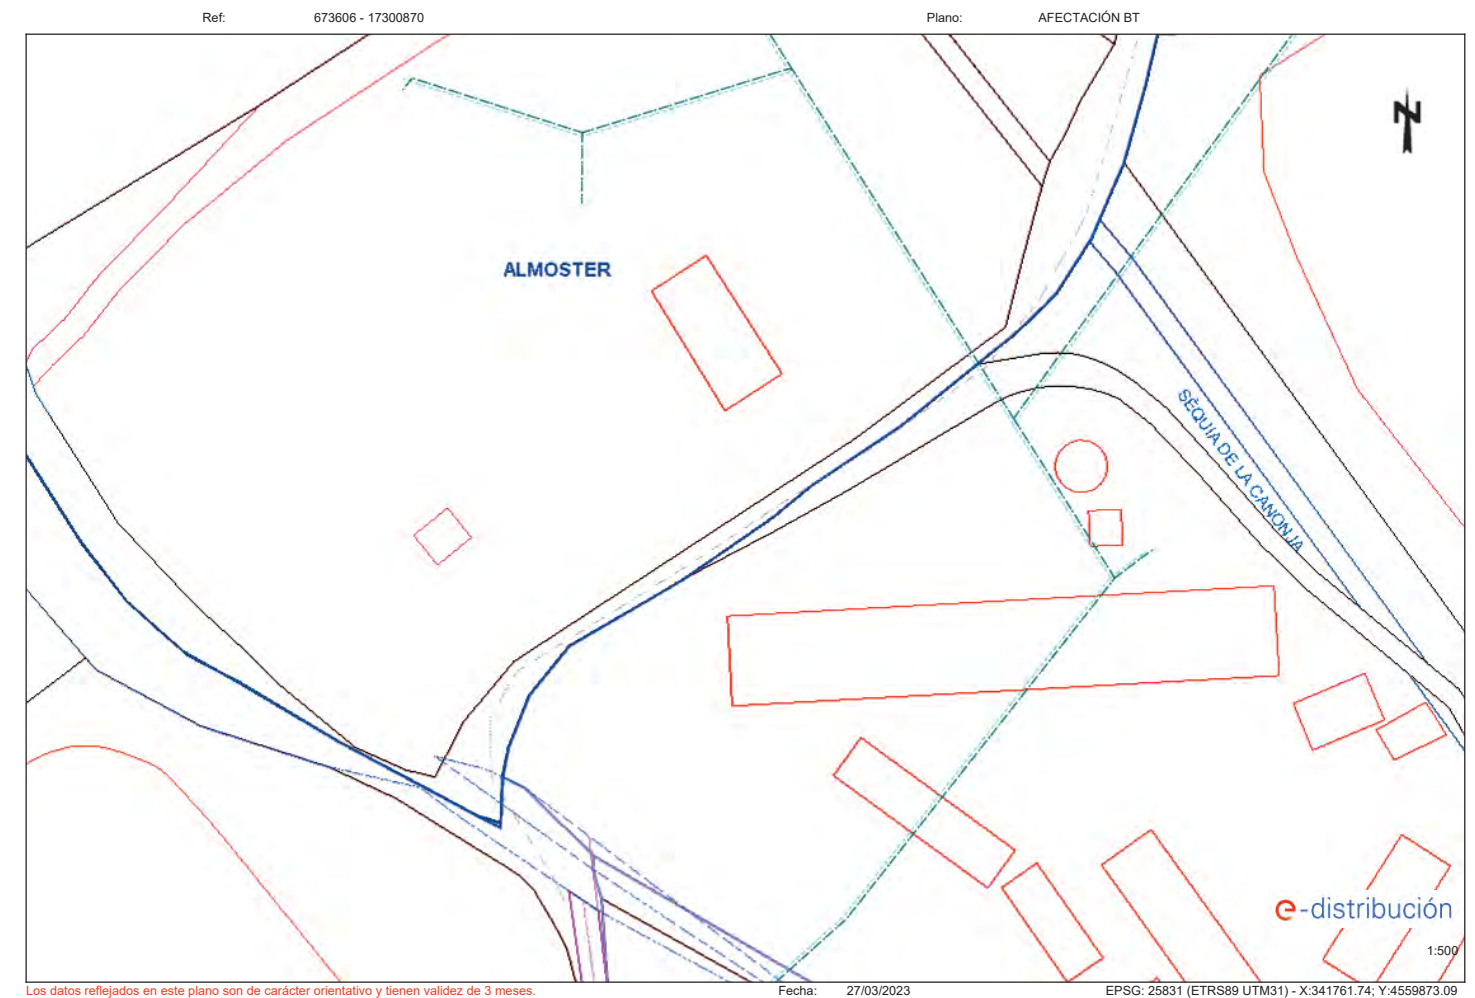 Ref: 673606 - 17300870 Plano: AFECTACIÓN BT
N
ALMOSTER
SÈQUIA DE LA CANONJA
e-distribución
1:500
Los datos reflejados en este plano son de carácter orientativo y tienen validez de 3 meses. Fecha: 27/03/2023 EPSG: 25831 (ETRS89 UTM31) - X:341761.74; Y:4559873.09